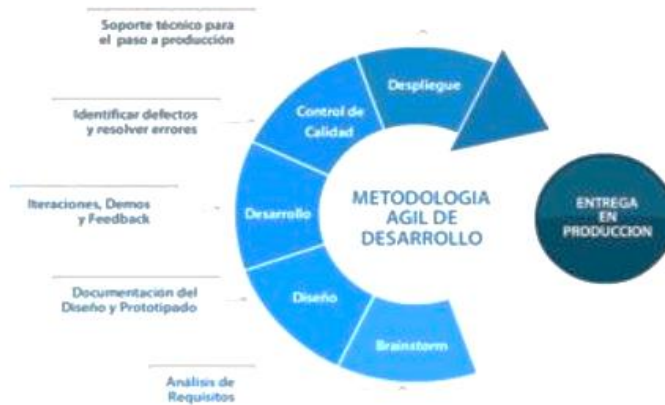 Soporte técnico para
el paso a producción
Despliegue
Identificar defectos
y resolver errores
Control de
Calidad
Iteraciones, Demos
y Feedback
Desarrollo
METODOLOGIA
AGIL DE
DESARROLLO
ENTREGA
EN
PRODUCCION
Documentación del
Diseño y Prototipado
Diseño
Brainstorm
Análisis de
Requisitos